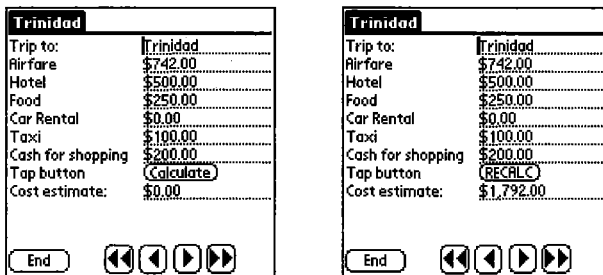 Trinidad
Trip to: Trinidad
Airfare $742.00
Hotel $500.00
Food $250.00
Car Rental $0.00
Taxi $100.00
Cash for shopping $200.00
Tap button Calculate
Cost estimate: $0.00
End
Trinidad
Trip to: Trinidad
Airfare $742.00
Hotel $500.00
Food $250.00
Car Rental $0.00
Taxi $100.00
Cash for shopping $200.00
Tap button RECALC
Cost estimate: $1,792.00
End